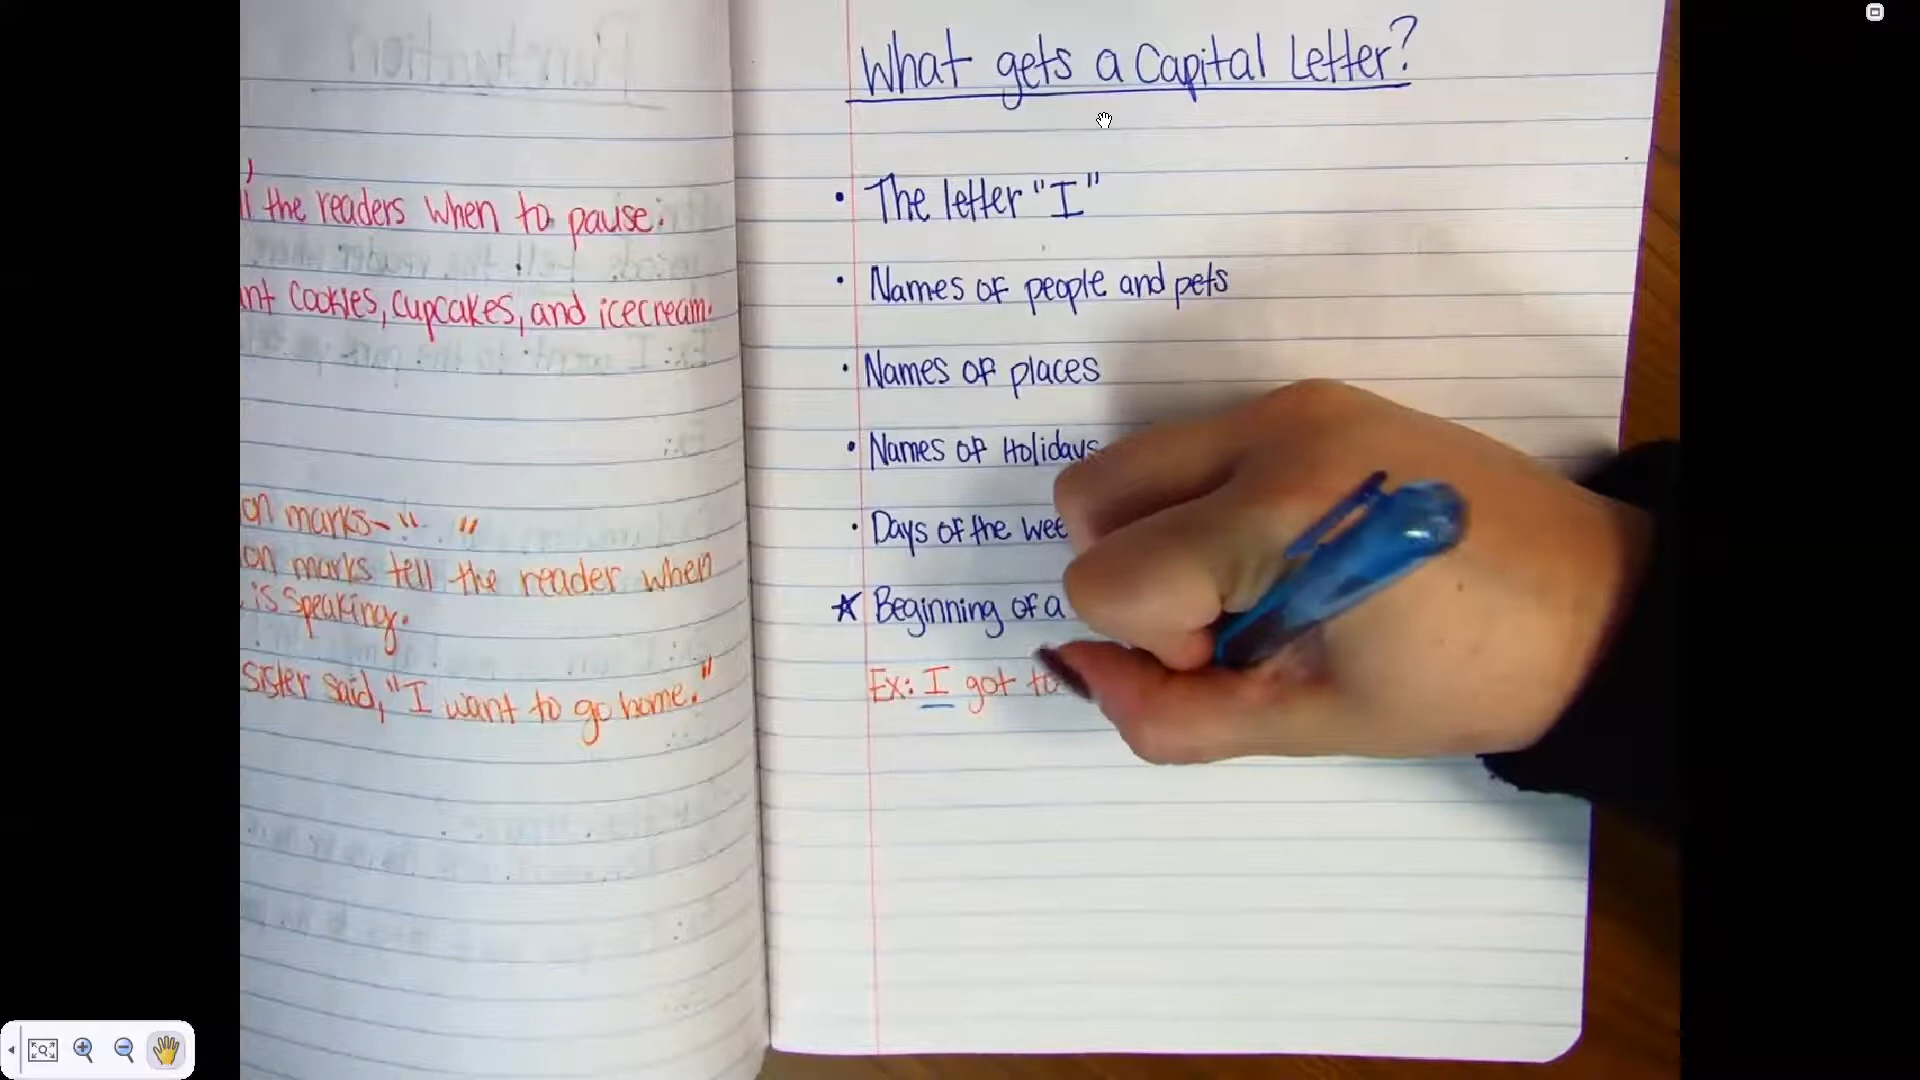 the readers when to pause.
nt cookies, cupcakes, and icecream.
on marks- " "
on marks tell the reader when
is speaking.
sister said, "I want to go home."
What gets a Capital Letter?
• The letter "I"
• Names of people and pets
• Names of places
• Names of Holidays
• Days of the wee
★ Beginning of a
Ex: I got to